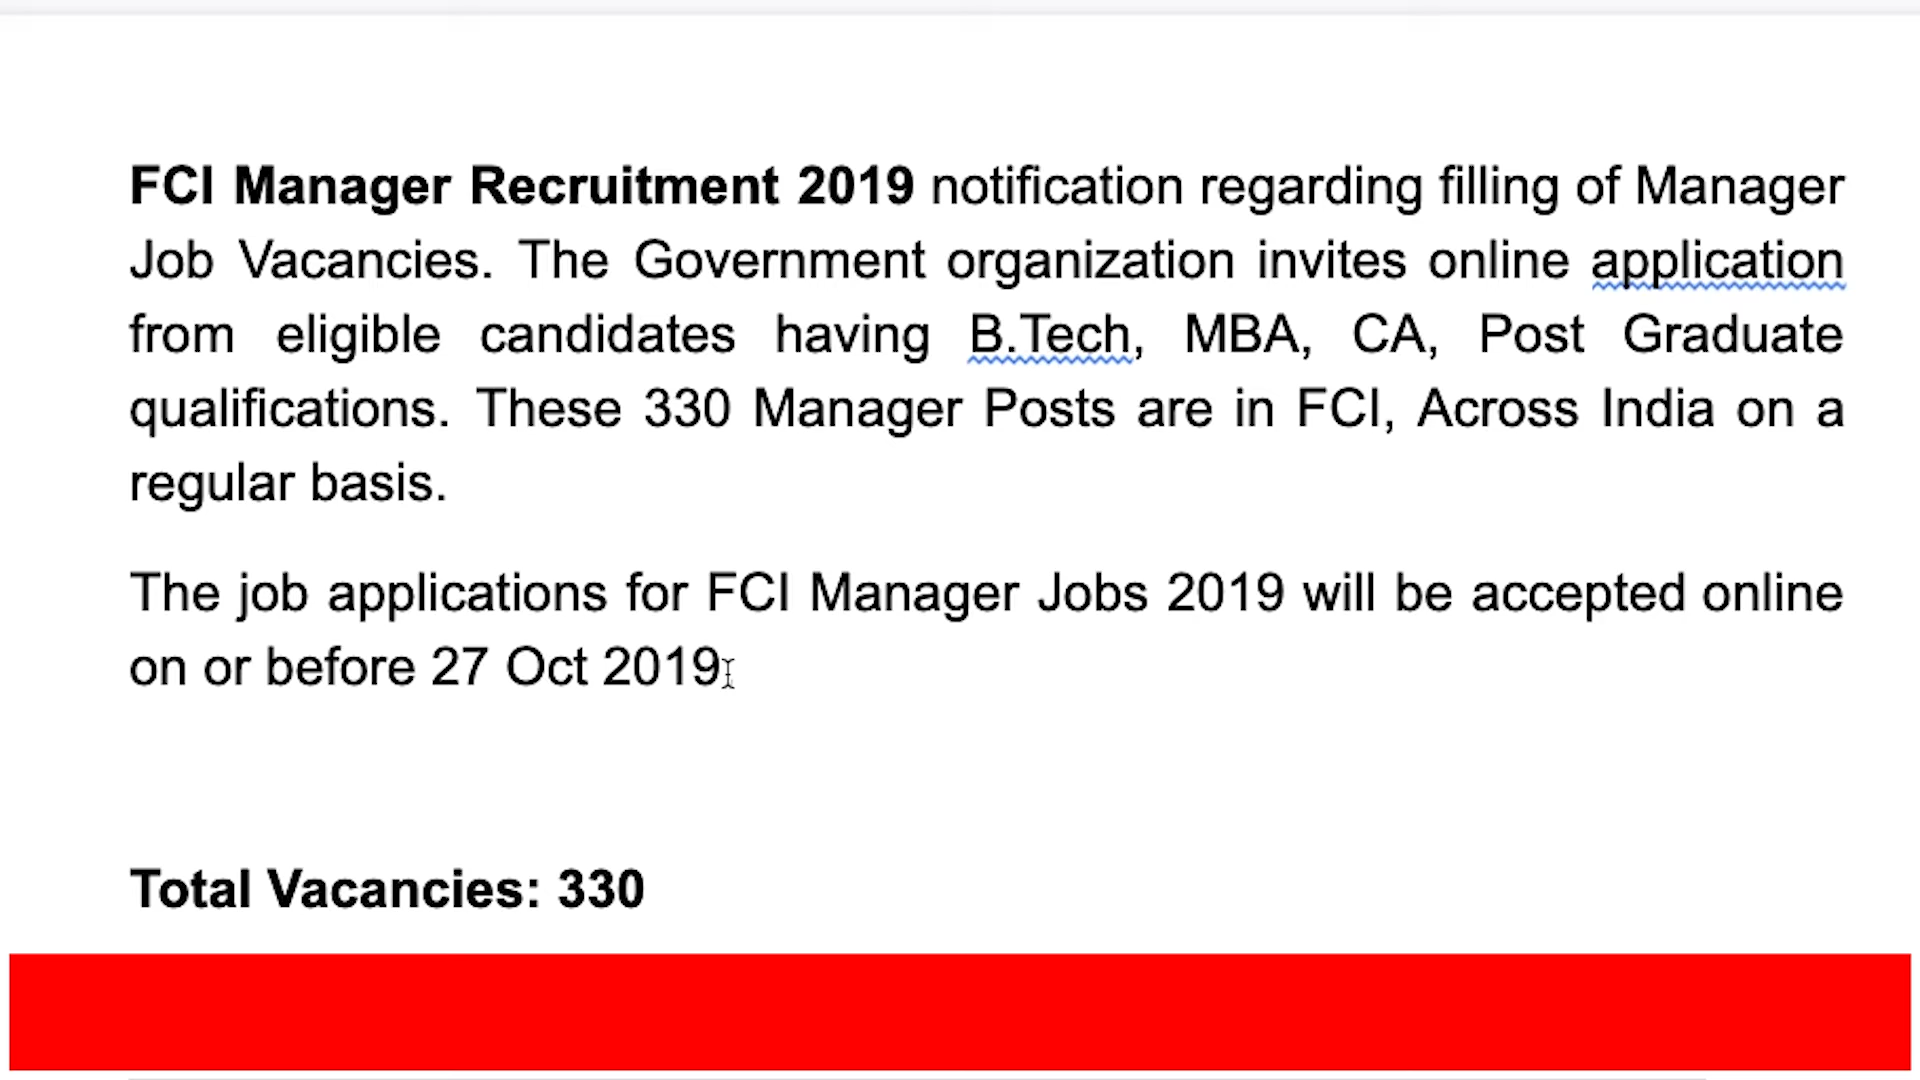 FCI Manager Recruitment 2019 notification regarding filling of Manager
Job Vacancies. The Government organization invites online application
from eligible candidates having B.Tech, MBA, CA, Post Graduate
qualifications. These 330 Manager Posts are in FCI, Across India on a
regular basis.
The job applications for FCI Manager Jobs 2019 will be accepted online
on or before 27 Oct 2019
Total Vacancies: 330